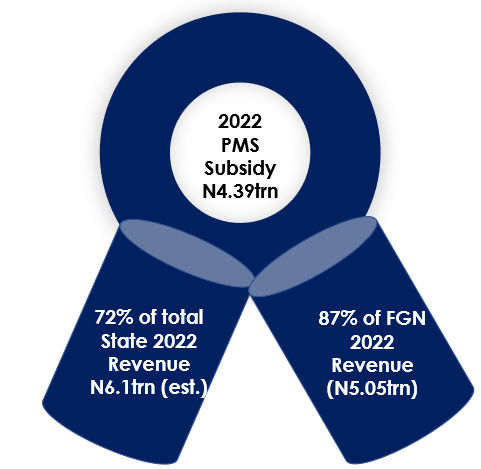 2022
PMS
Subsidy
N4.39trn
72% of total
State 2022
Revenue
N6.1trn (est.)
87% of FGN
2022
Revenue
(N5.05trn)